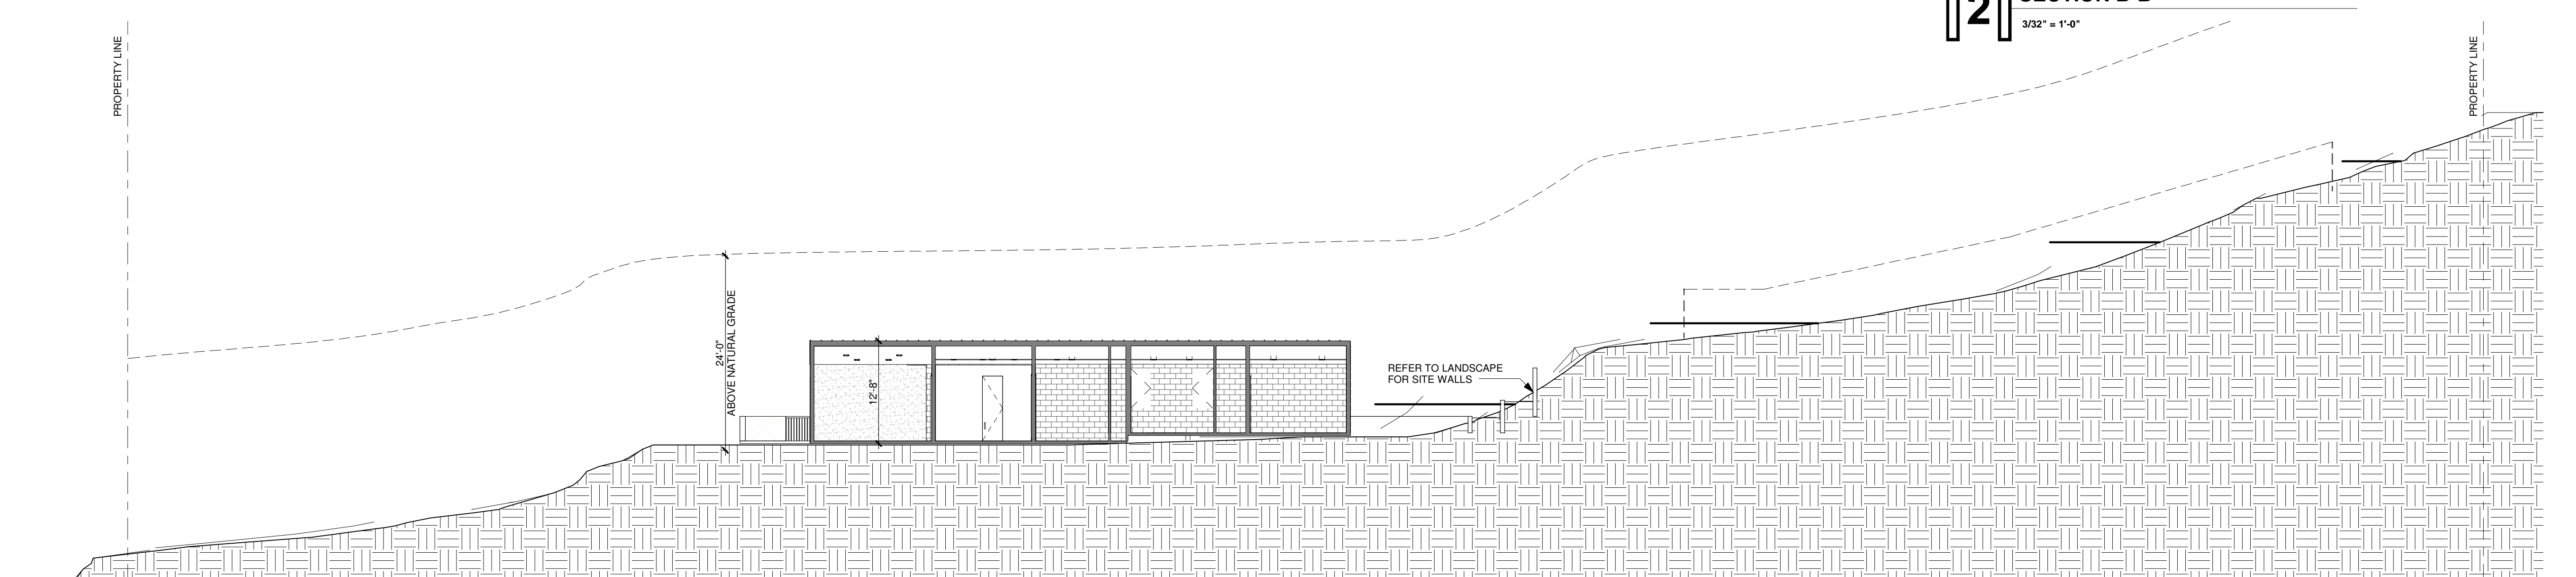 2
3/32" = 1'-0"
PROPERTY LINE
PROPERTY LINE
24'-0"
ABOVE NATURAL GRADE
12'-8"
REFER TO LANDSCAPE
FOR SITE WALLS